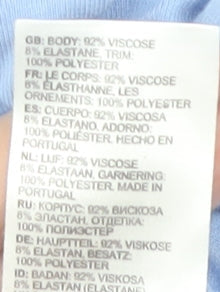 GB: BODY: 92% VISCOSE
8% ELASTANE, TRIM:
100% POLYESTER
FR: LE CORPS: 92% VISCOSE
8% ÉLASTHANNE, LES
ORNEMENTS: 100% POLYESTER
ES: CUERPO: 92% VISCOSA
8% ELASTANO, ADORNO:
100% POLIÉSTER, HECHO EN
PORTUGAL
NL: LIJF: 92% VISCOSE
8% ELASTAAN, GARNERING:
100% POLYESTER, MADE IN
PORTUGAL
RU: КОРПУС: 92% ВИСКОЗА
8% ЭЛАСТАН, ОТДЕЛКА:
100% ПОЛИЭСТЕР
DE: HAUPTTEIL: 92% VISKOSE
8% ELASTAN, BESATZ:
100% POLYESTER
ID: BADAN: 92% VISKOSA
8% ELASTAN (ELASTANE)